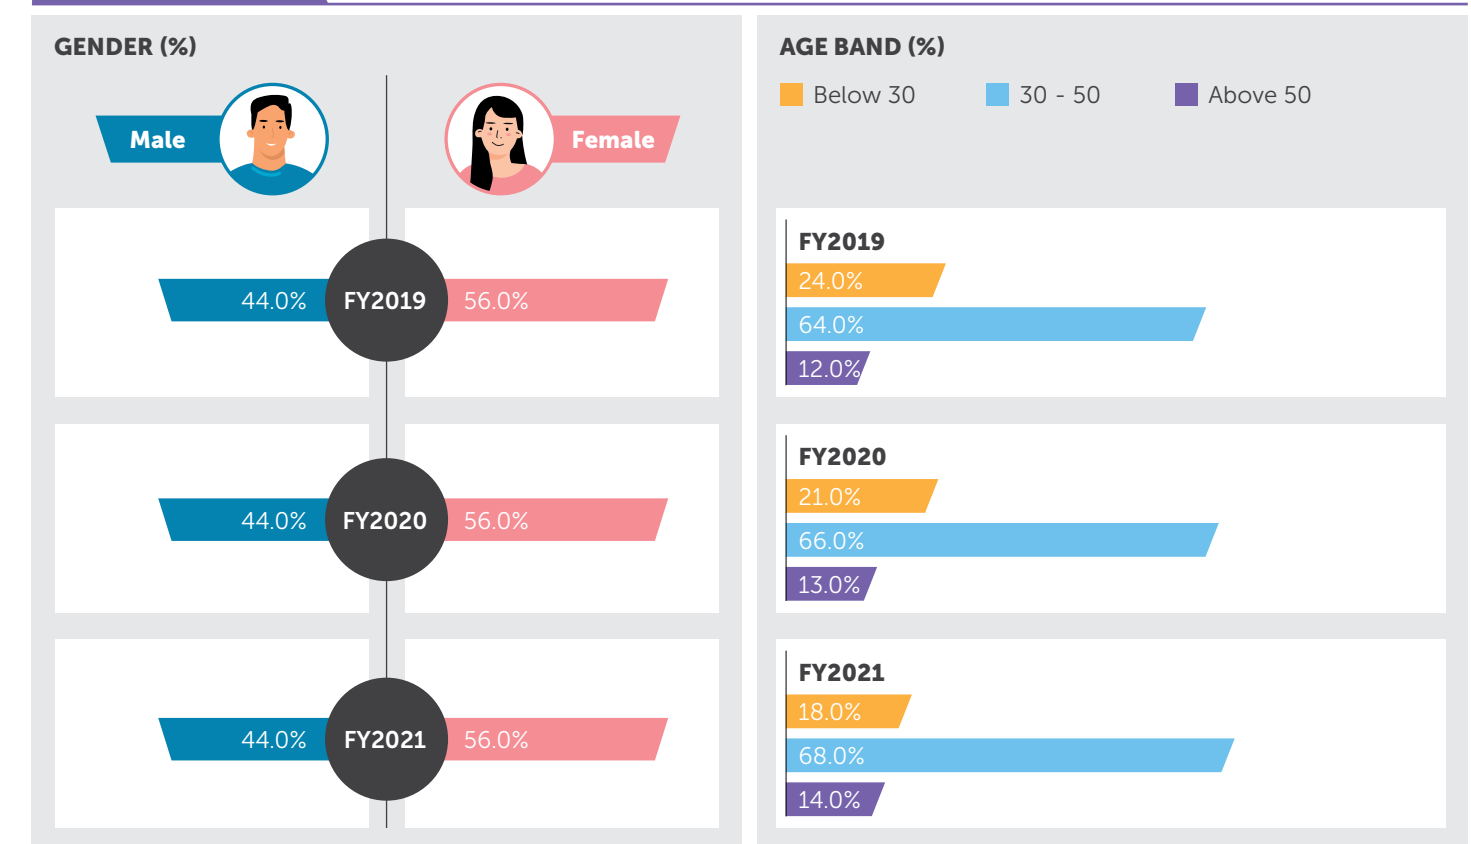 GENDER (%)
Male
Female
44.0%
FY2019
56.0%
44.0%
FY2020
56.0%
44.0%
FY2021
56.0%
AGE BAND (%)
Below 30
30 - 50
Above 50
FY2019
24.0%
64.0%
12.0%
FY2020
21.0%
66.0%
13.0%
FY2021
18.0%
68.0%
14.0%